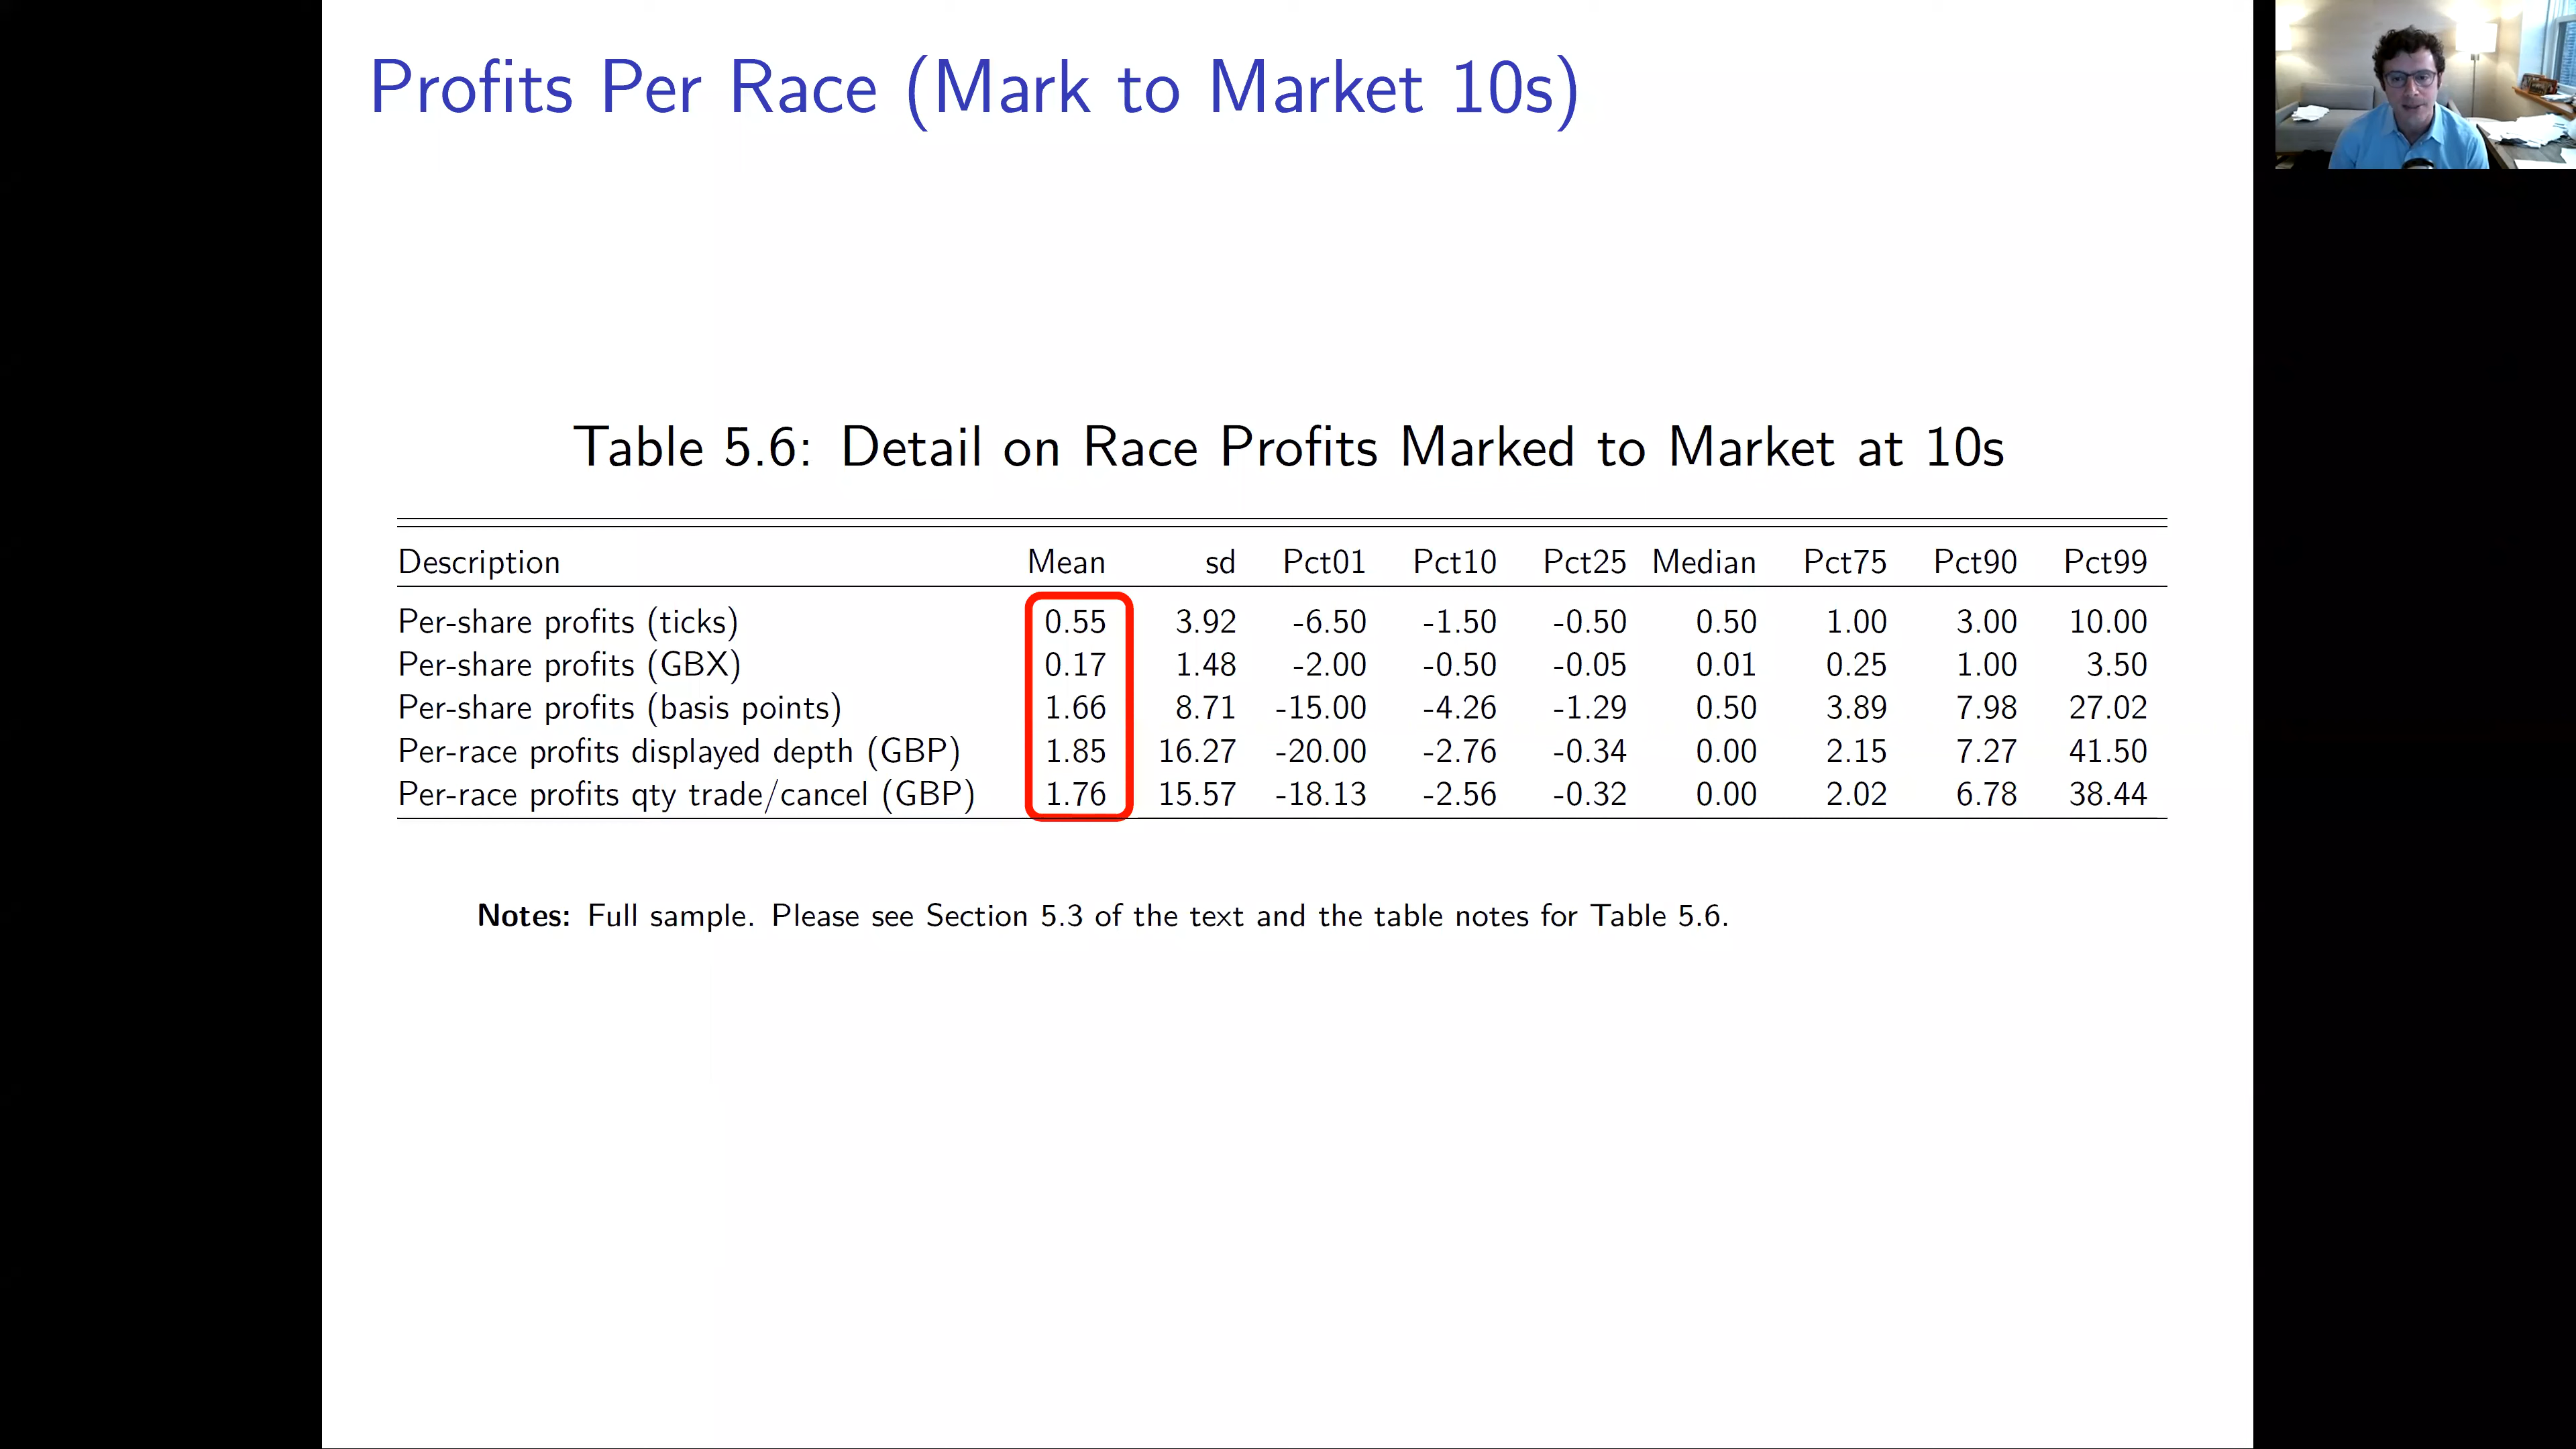 Profits Per Race (Mark to Market 10s)
Table 5.6: Detail on Race Profits Marked to Market at 10s
Description Mean sd Pct01 Pct10 Pct25 Median Pct75 Pct90 Pct99
Per-share profits (ticks) 0.55 3.92 -6.50 -1.50 -0.50 0.50 1.00 3.00 10.00
Per-share profits (GBX) 0.17 1.48 -2.00 -0.50 -0.05 0.01 0.25 1.00 3.50
Per-share profits (basis points) 1.66 8.71 -15.00 -4.26 -1.29 0.50 3.89 7.98 27.02
Per-race profits displayed depth (GBP) 1.85 16.27 -20.00 -2.76 -0.34 0.00 2.15 7.27 41.50
Per-race profits qty trade/cancel (GBP) 1.76 15.57 -18.13 -2.56 -0.32 0.00 2.02 6.78 38.44
Notes: Full sample. Please see Section 5.3 of the text and the table notes for Table 5.6.